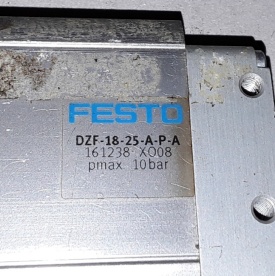 FESTO
DZF-18-25-A-P-A
161238 X008
pmax. 10bar